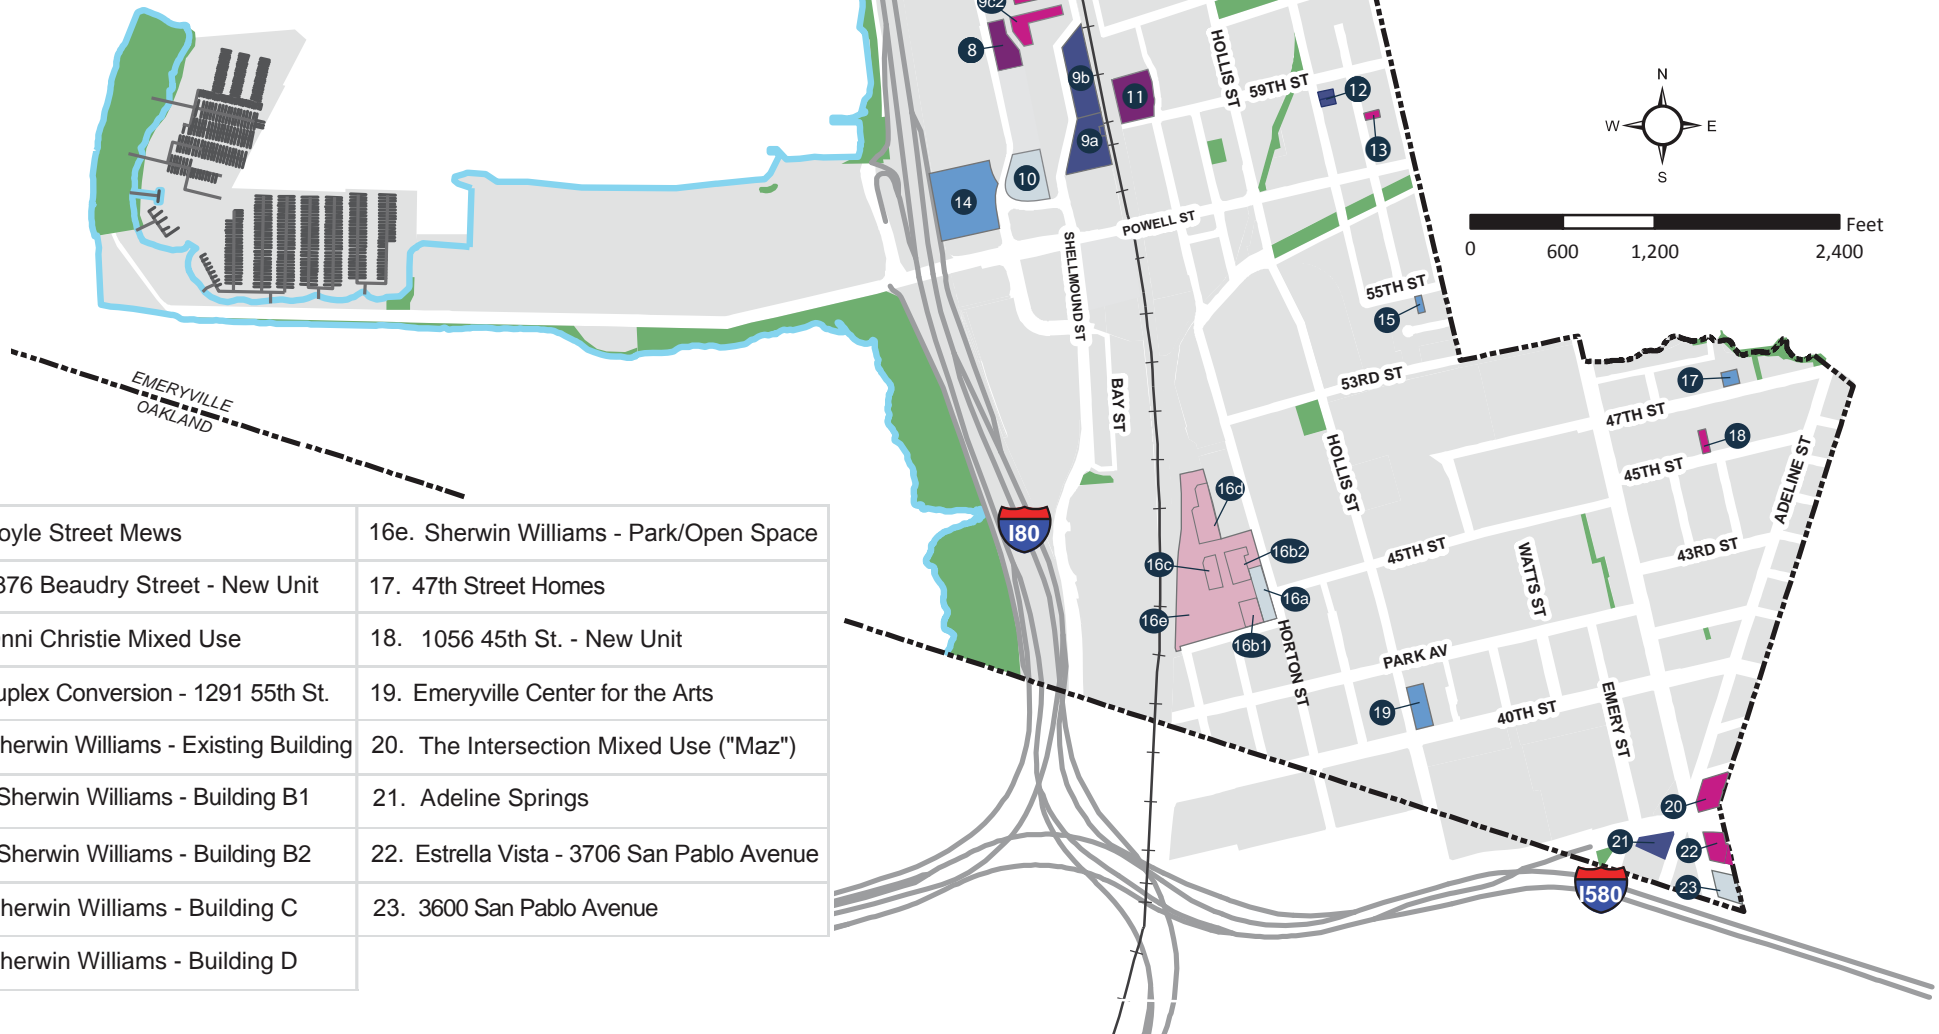 9c2
8
9b
11
9a
10
14
HOLLIS ST
59TH ST
12
13
N
W
E
S
Feet
0
600
1,200
2,400
POWELL ST
SHELLMOUND ST
55TH ST
15
EMERYVILLE
OAKLAND
53RD ST
BAY ST
17
47TH ST
18
45TH ST
ADELINE ST
HOLLIS ST
16d
I80
16c
16b2
16a
16e
16b1
45TH ST
WATTS ST
43RD ST
HORTON ST
PARK AV
19
40TH ST
EMERY ST
20
21
22
23
I580
oyle Street Mews
16e. Sherwin Williams - Park/Open Space
376 Beaudry Street - New Unit
17. 47th Street Homes
nni Christie Mixed Use
18. 1056 45th St. - New Unit
uplex Conversion - 1291 55th St.
19. Emeryville Center for the Arts
herwin Williams - Existing Building
20. The Intersection Mixed Use ("Maz")
Sherwin Williams - Building B1
21. Adeline Springs
Sherwin Williams - Building B2
22. Estrella Vista - 3706 San Pablo Avenue
herwin Williams - Building C
23. 3600 San Pablo Avenue
herwin Williams - Building D